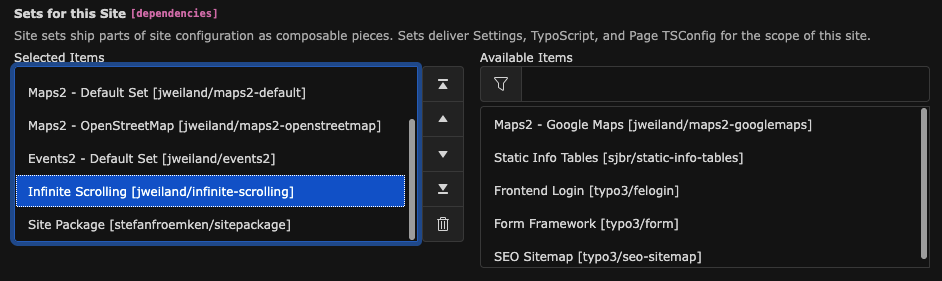 Sets for this Site [dependencies]
Site sets ship parts of site configuration as composable pieces. Sets deliver Settings, TypoScript, and Page TSConfig for the scope of this site.
Selected Items
Maps2 - Default Set [jweiland/maps2-default]
Maps2 - OpenStreetMap [jweiland/maps2-openstreetmap]
Events2 - Default Set [jweiland/events2]
Infinite Scrolling [jweiland/infinite-scrolling]
Site Package [stefanfroemken/sitepackage]
Available Items
Maps2 - Google Maps [jweiland/maps2-googlemaps]
Static Info Tables [sjbr/static-info-tables]
Frontend Login [typo3/felogin]
Form Framework [typo3/form]
SEO Sitemap [typo3/seo-sitemap]